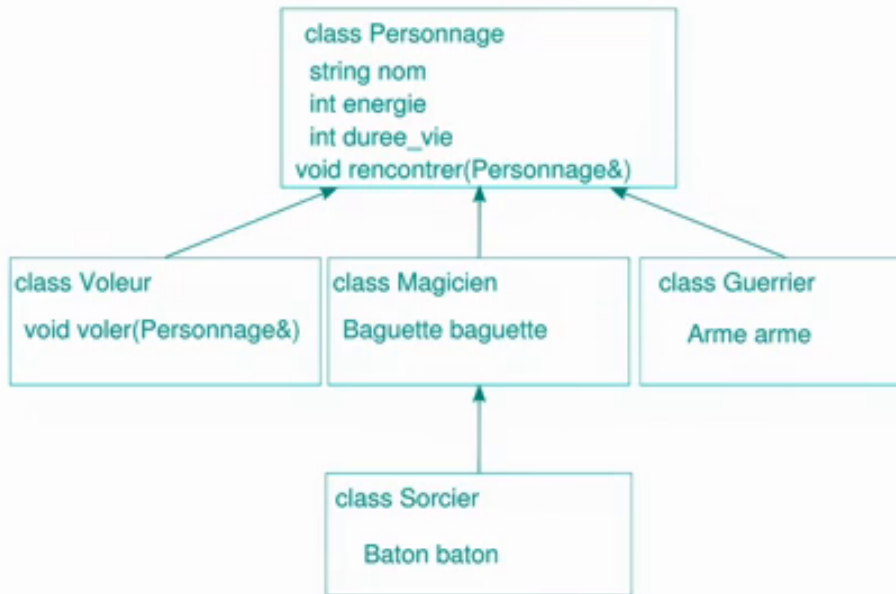 class Personnage
string nom
int energie
int duree_vie
void rencontrer(Personnage&)
class Voleur
void voler(Personnage&)
class Magicien
Baguette baguette
class Guerrier
Arme arme
class Sorcier
Baton baton